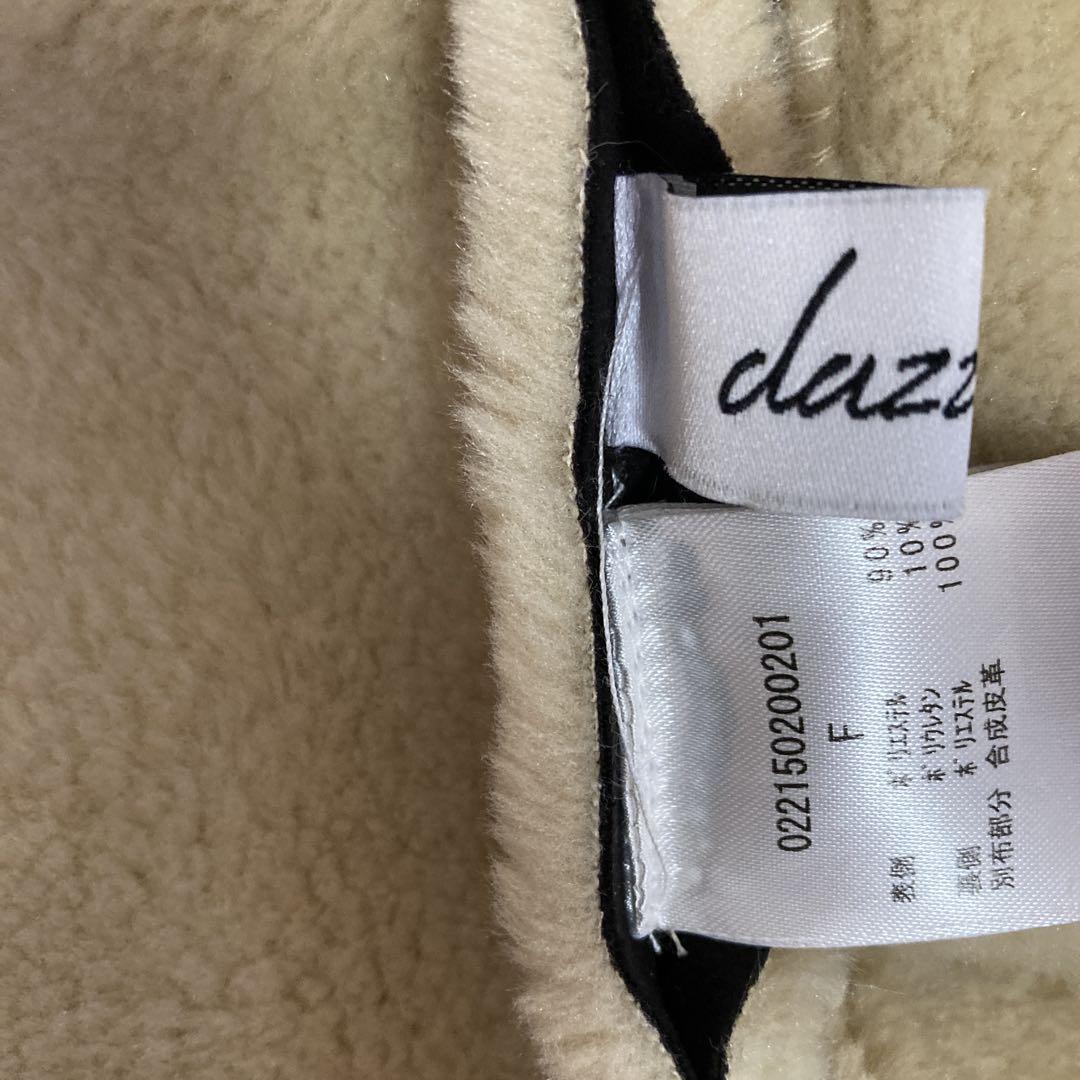 dazz
022150200201
F
表側 ポリエステル 90%
ポリウレタン 10%
裏側 ポリエステル 100%
別布部分 合成皮革